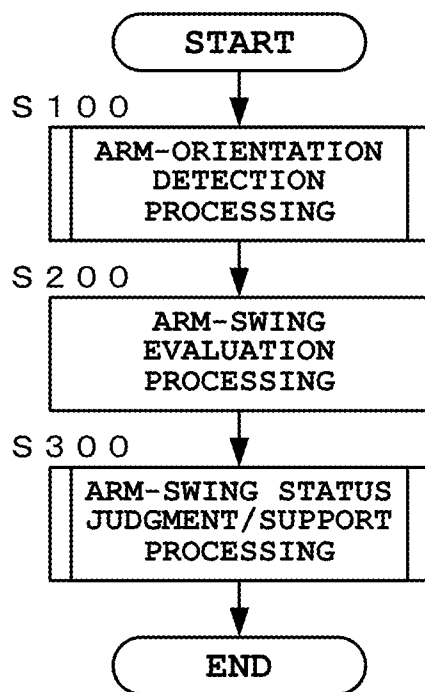 START
S100
ARM-ORIENTATION
DETECTION
PROCESSING
S200
ARM-SWING
EVALUATION
PROCESSING
S300
ARM-SWING STATUS
JUDGMENT/SUPPORT
PROCESSING
END